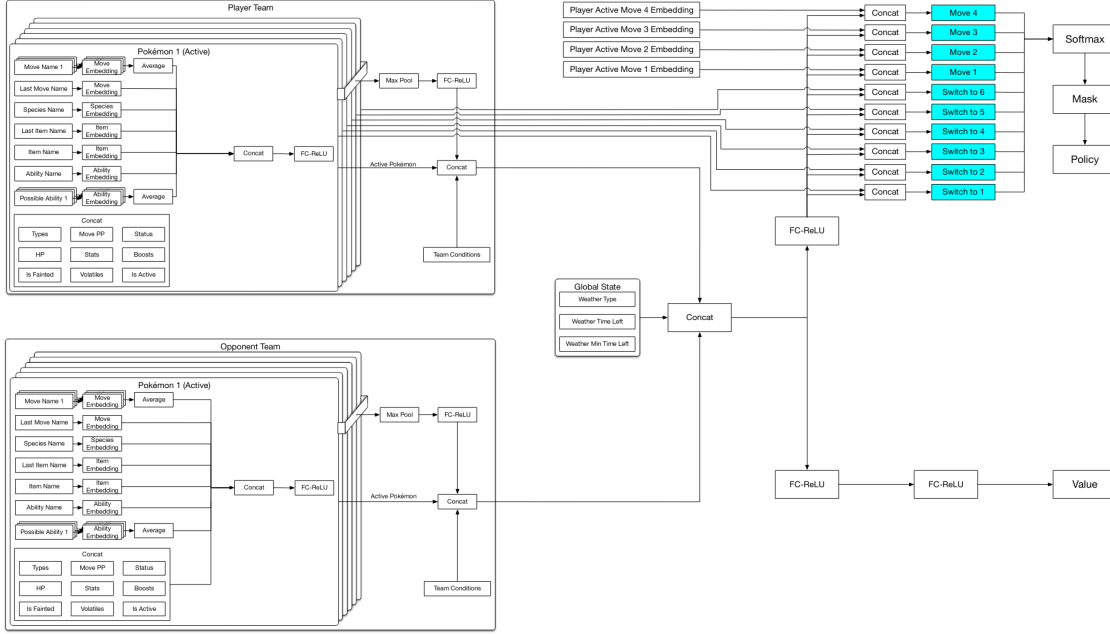 Player Team
Pokémon 1 (Active)
Move Name 1
Move
Embedding
Average
Last Move Name
Move
Embedding
Species Name
Species
Embedding
Last Item Name
Item
Embedding
Item Name
Item
Embedding
Ability Name
Ability
Embedding
Possible Ability 1
Ability
Embedding
Average
Concat
FC-ReLU
Concat
Types
Move PP
Status
HP
Stats
Boosts
Is Fainted
Volatiles
Is Active
Max Pool
FC-ReLU
Active Pokémon
Concat
Team Conditions
Opponent Team
Pokémon 1 (Active)
Move Name 1
Move
Embedding
Average
Last Move Name
Move
Embedding
Species Name
Species
Embedding
Last Item Name
Item
Embedding
Item Name
Item
Embedding
Ability Name
Ability
Embedding
Possible Ability 1
Ability
Embedding
Average
Concat
FC-ReLU
Concat
Types
Move PP
Status
HP
Stats
Boosts
Is Fainted
Volatiles
Is Active
Max Pool
FC-ReLU
Active Pokémon
Concat
Team Conditions
Global State
Weather Type
Weather Time Left
Weather Min Time Left
Concat
Player Active Move 4 Embedding
Player Active Move 3 Embedding
Player Active Move 2 Embedding
Player Active Move 1 Embedding
Concat
Move 4
Concat
Move 3
Concat
Move 2
Concat
Move 1
Concat
Switch to 6
Concat
Switch to 5
Concat
Switch to 4
Concat
Switch to 3
Concat
Switch to 2
Concat
Switch to 1
FC-ReLU
Softmax
Mask
Policy
FC-ReLU
FC-ReLU
Value